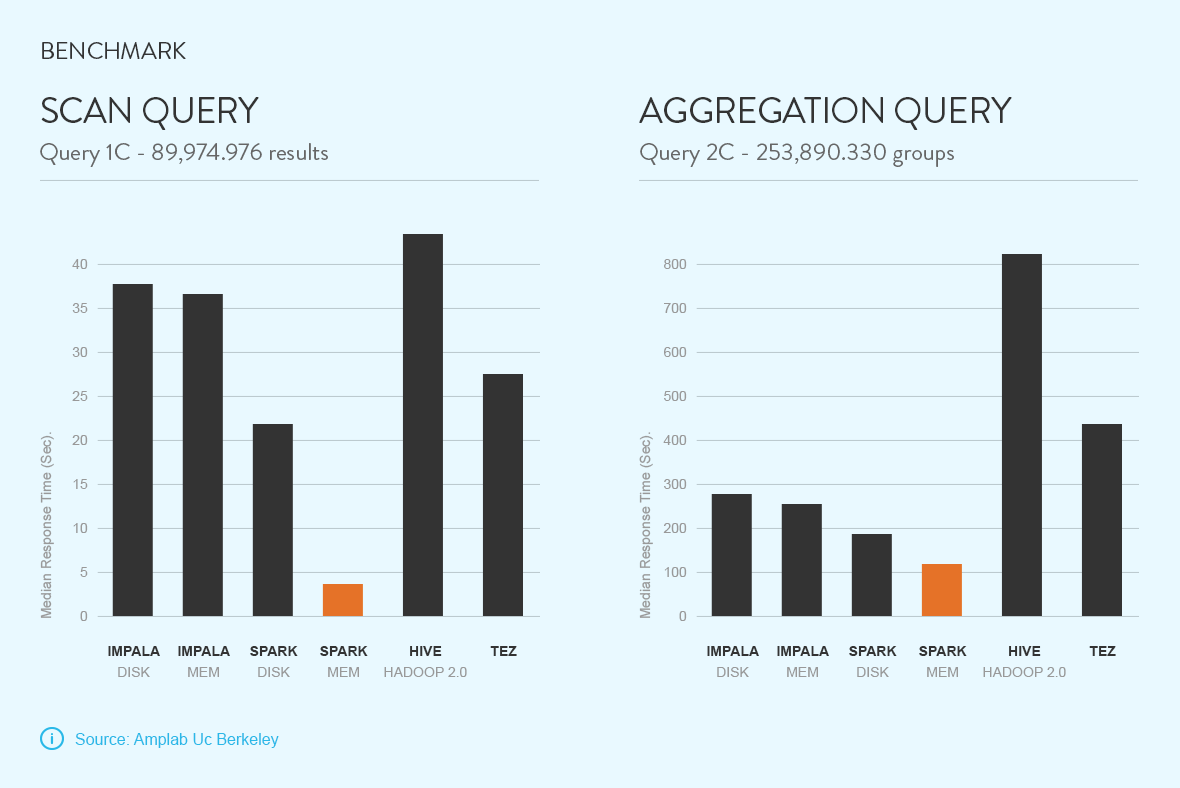 BENCHMARK
SCAN QUERY
Query 1C - 89,974.976 results
40
35
30
25
20
15
10
5
0
Median Response Time (Sec).
IMPALA SPARK
IMPALA IMPALA SPARK SPARK HIVE TEZ
DISK MEM DISK MEM HADOOP 2.0
AGGREGATION QUERY
Query 2C - 253,890.330 groups
800
700
600
500
400
300
200
100
0
Median Response Time (Sec).
IMPALA IMPALA SPARK SPARK HIVE TEZ
DISK MEM DISK MEM HADOOP 2.0
i Source: Amplab Uc Berkeley